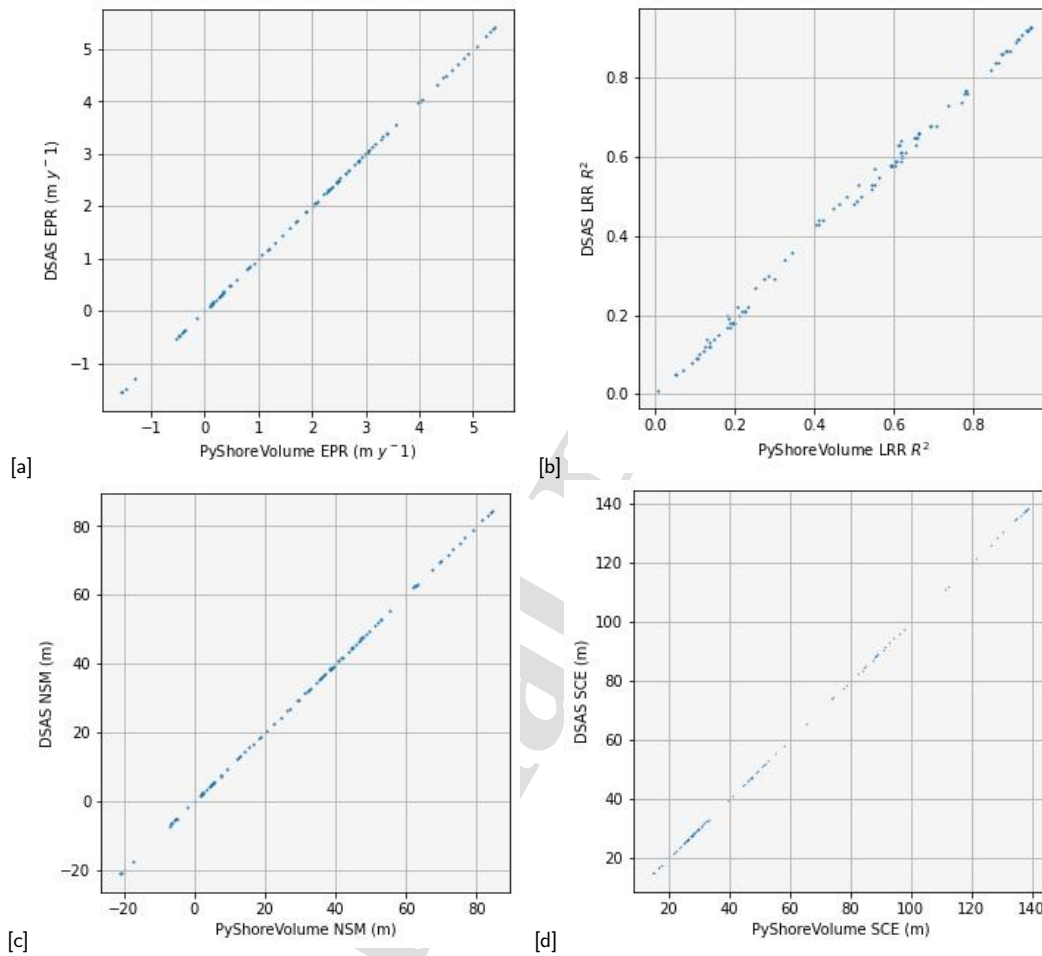 DSAS EPR (m y⁻1)
5
4
3
2
1
0
−1
−1 0 1 2 3 4 5
PyShoreVolume EPR (m y⁻1)
[a]
DSAS LRR R²
0.8
0.6
0.4
0.2
0.0
0.0 0.2 0.4 0.6 0.8
PyShoreVolume LRR R²
[b]
DSAS NSM (m)
80
60
40
20
0
−20
−20 0 20 40 60 80
PyShoreVolume NSM (m)
[c]
DSAS SCE (m)
140
120
100
80
60
40
20
20 40 60 80 100 120 140
PyShoreVolume SCE (m)
[d]